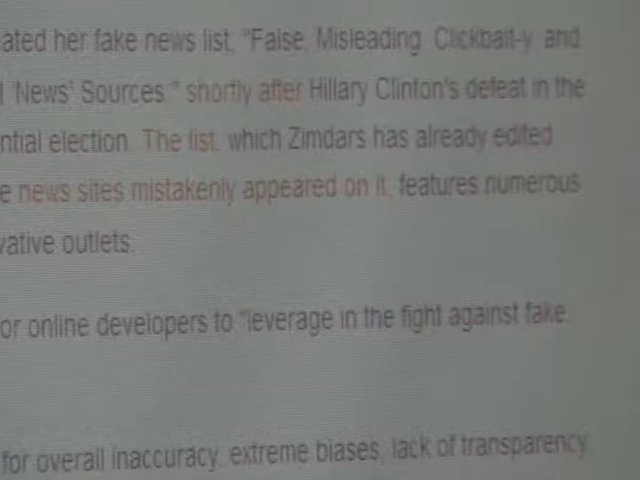 ated her fake news list, "False, Misleading, Clickbait-y, and
l 'News' Sources," shortly after Hillary Clinton's defeat in the
ntial election. The list, which Zimdars has already edited
e news sites mistakenly appeared on it, features numerous
vative outlets.
or online developers to "leverage in the fight against fake
for overall inaccuracy, extreme biases, lack of transparency,